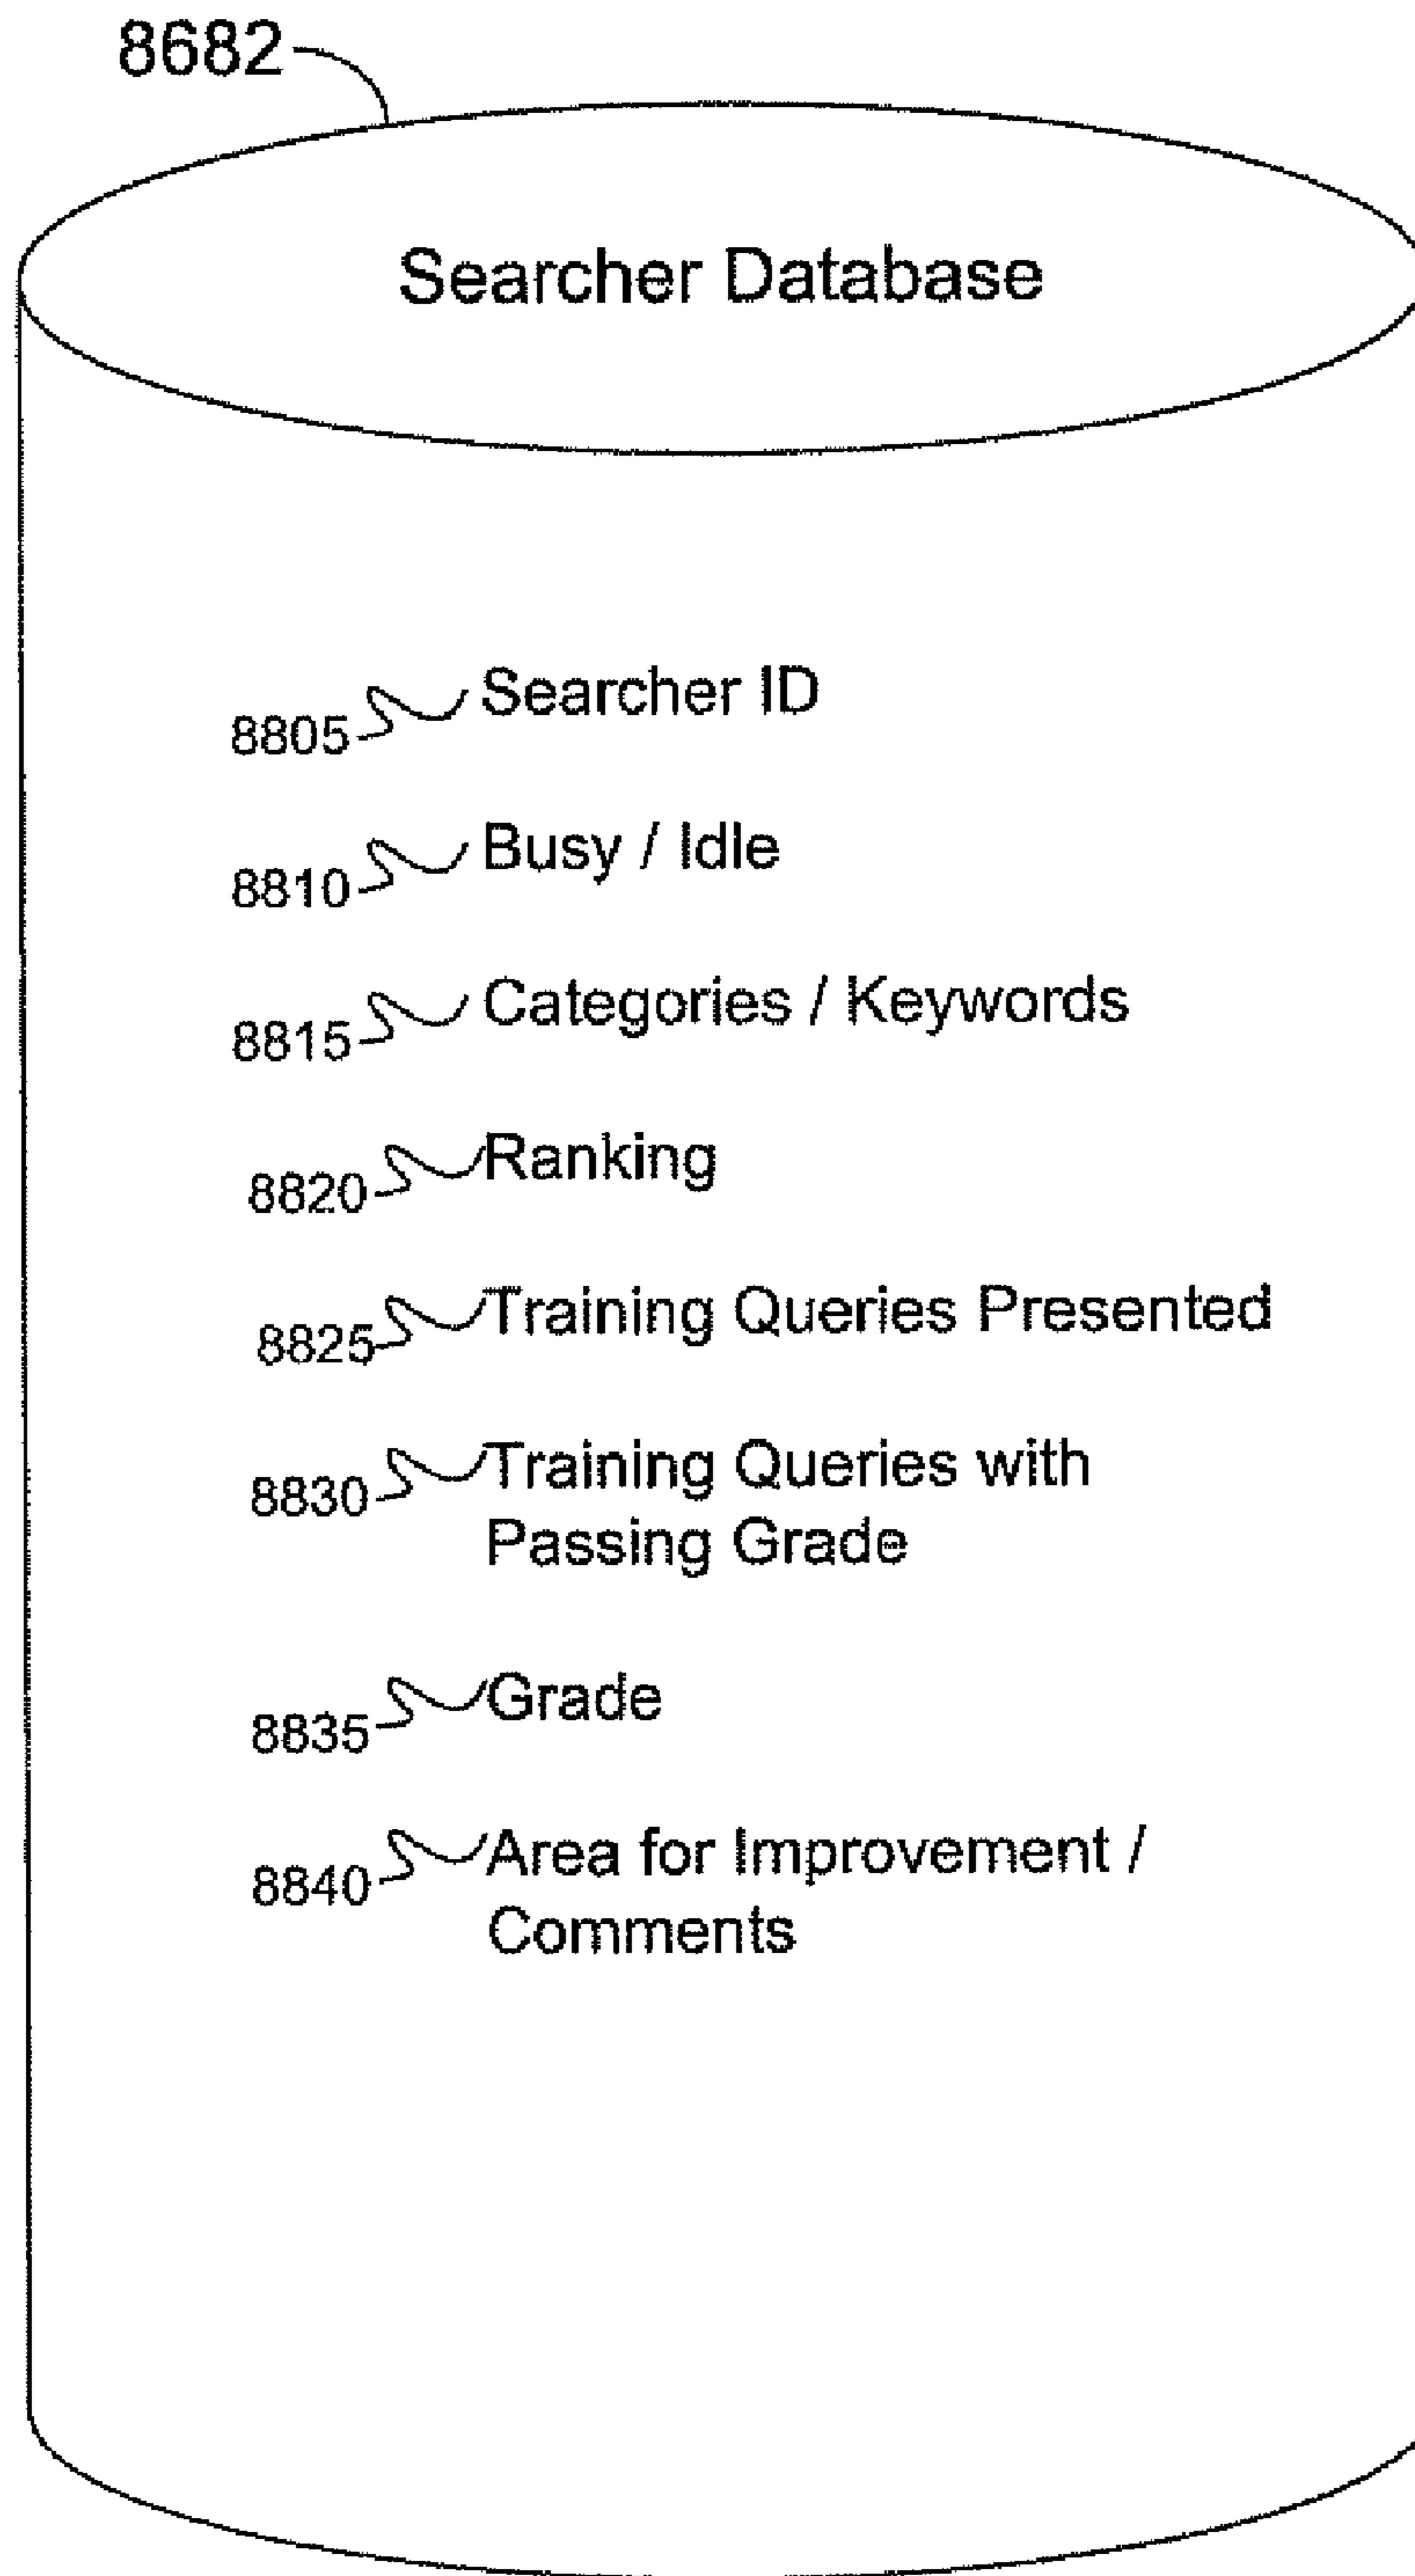 8682
Searcher Database
8805 Searcher ID
8810 Busy / Idle
8815 Categories / Keywords
8820 Ranking
8825 Training Queries Presented
8830 Training Queries with
Passing Grade
8835 Grade
8840 Area for Improvement /
Comments